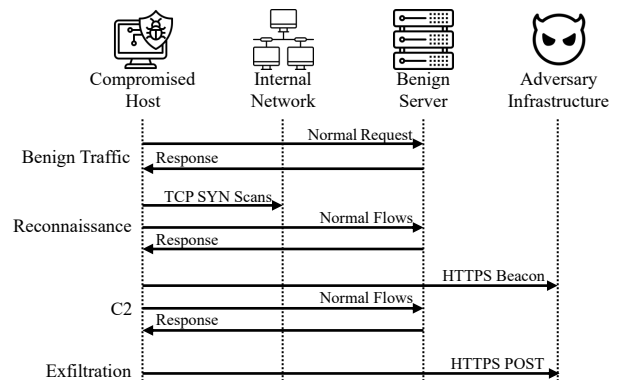 Compromised
Host
Internal
Network
Benign
Server
Adversary
Infrastructure
Benign Traffic
Normal Request
Response
Reconnaissance
TCP SYN Scans
Normal Flows
Response
C2
HTTPS Beacon
Normal Flows
Response
Exfiltration
HTTPS POST